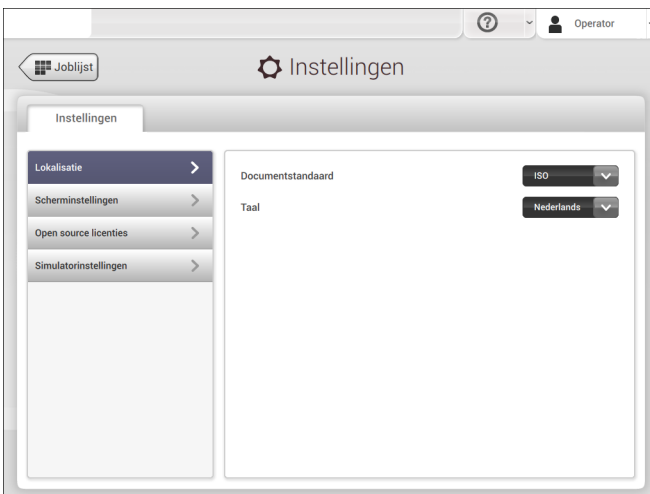 Operator
Joblijst
Instellingen
Instellingen
Lokalisatie
Scherminstellingen
Open source licenties
Simulatorinstellingen
Documentstandaard ISO
Taal Nederlands